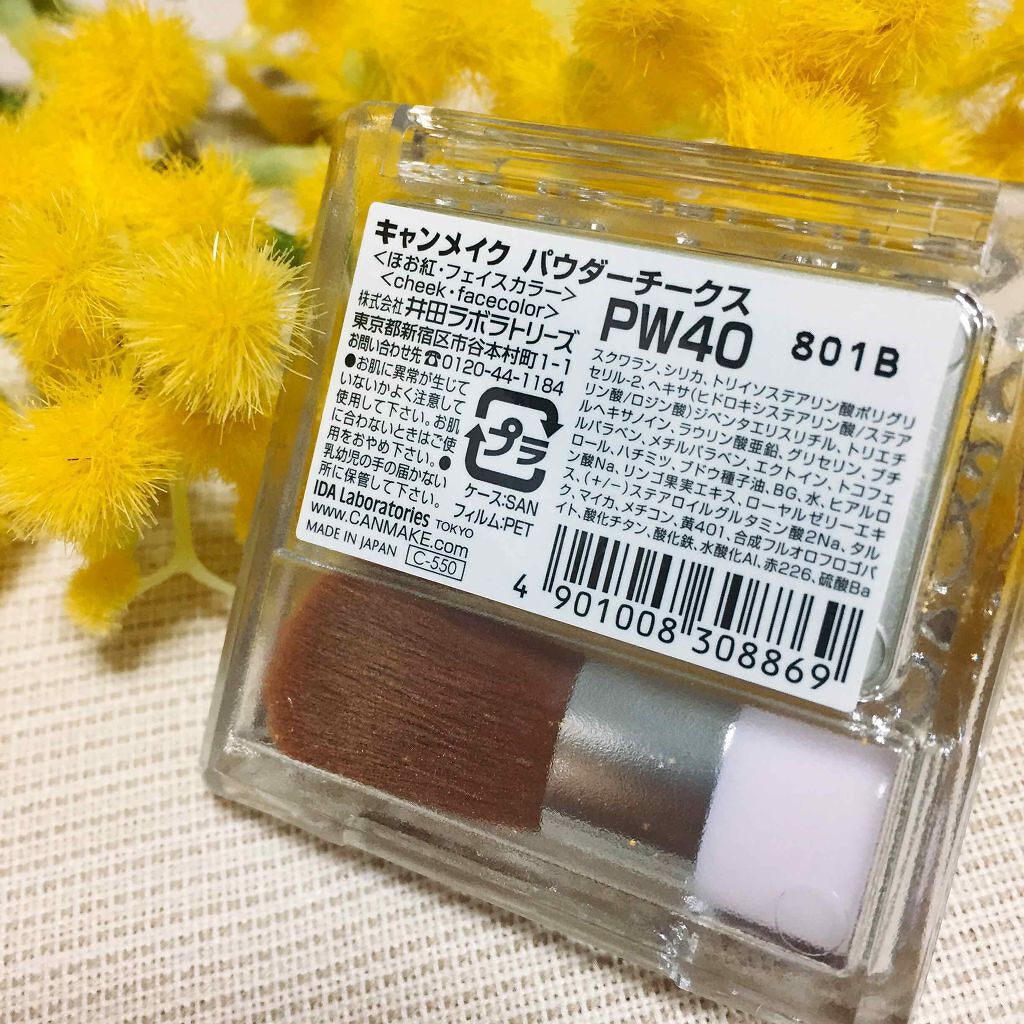 キャンメイク パウダーチークス
<ほお紅・フェイスカラー>
<cheek・facecolor>
株式会社 井田ラボラトリーズ
東京都新宿区市谷本村町1-1
お問い合わせ先 ☎0120-44-1184
●お肌に異常が生じて
いないかよく注意して
使用して下さい。お肌
に合わないときはご使
用をおやめ下さい。●
乳幼児の手の届かない
所に保管して下さい。
IDA Laboratories TOKYO
www.CANMAKE.com
MADE IN JAPAN C-550
プラ
ケース:SAN
フィルム:PET
PW40
801B
スクワラン、シリカ、トリイソステアリン酸ポリグリ
セリル-2、ヘキサ(ヒドロキシステアリン酸/ステア
リン酸/ロジン酸)ジペンタエリスリチル、トリエチ
ルヘキサノイン、ラウリン酸亜鉛、グリセリン、ブチ
ルパラベン、メチルパラベン、エクトイン、トコフェ
ロール、ハチミツ、ブドウ種子油、BG、水、ヒアルロ
ン酸Na、リンゴ果実エキス、ローヤルゼリーエキ
ス、(+/-)ステアロイルグルタミン酸2Na、タル
ク、マイカ、メチコン、黄401、合成フルオロフロゴパ
イト、酸化チタン、酸化鉄、水酸化Al、赤226、硫酸Ba
4 901008 308869